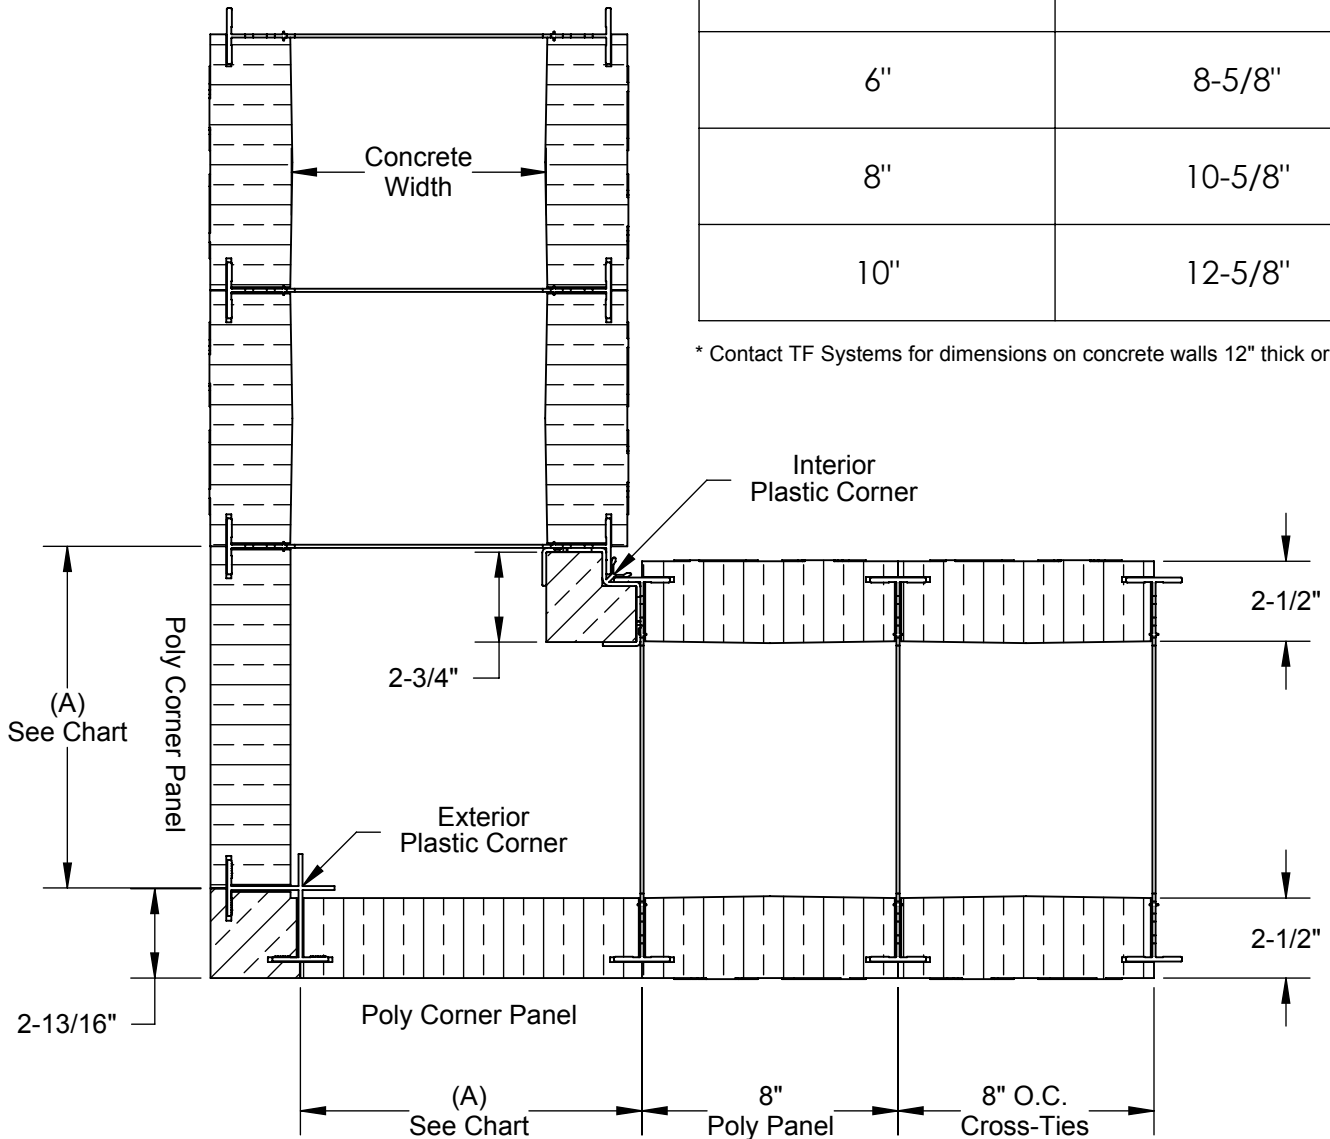 6" 8-5/8"
8" 10-5/8"
10" 12-5/8"
* Contact TF Systems for dimensions on concrete walls 12" thick or
Concrete
Width
Interior
Plastic Corner
2-1/2"
2-3/4"
(A)
See Chart
Poly Corner Panel
Exterior
Plastic Corner
2-1/2"
2-13/16"
Poly Corner Panel
(A)
See Chart
8"
Poly Panel
8" O.C.
Cross-Ties